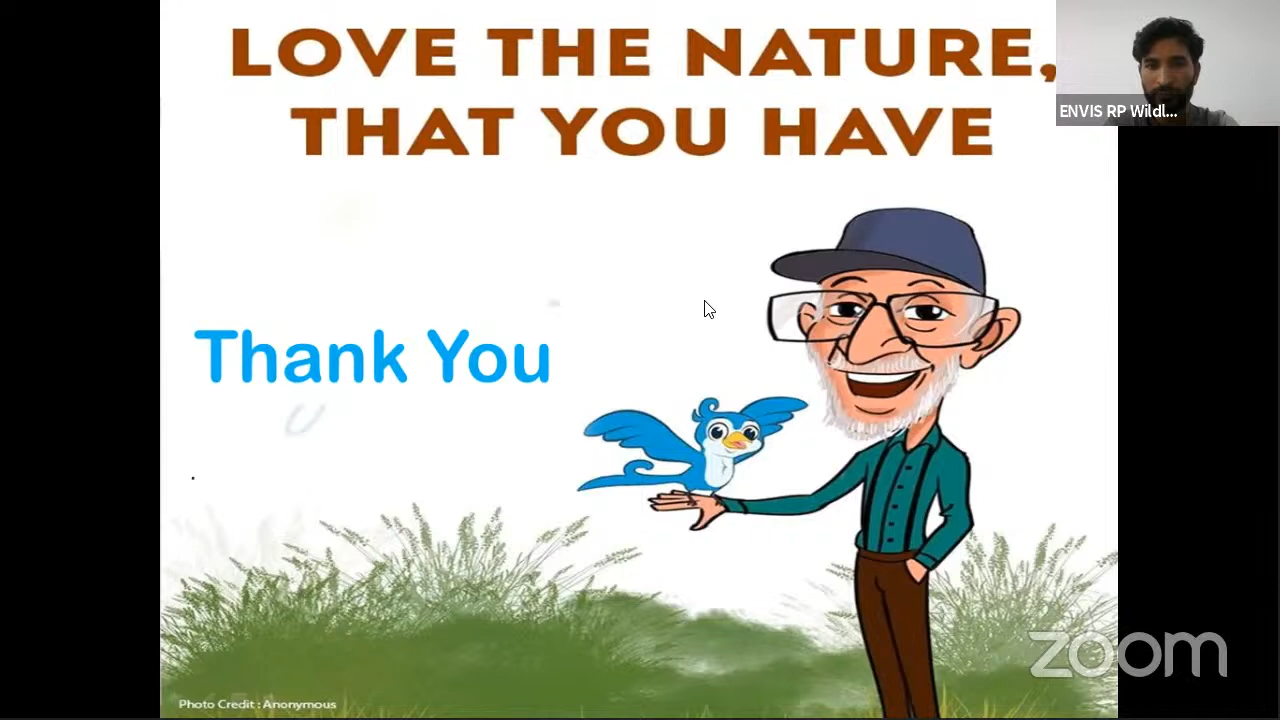 LOVE THE NATURE,
THAT YOU HAVE
ENVIS RP Wildl...
Thank You
.
zoom
Photo Credit : Anonymous